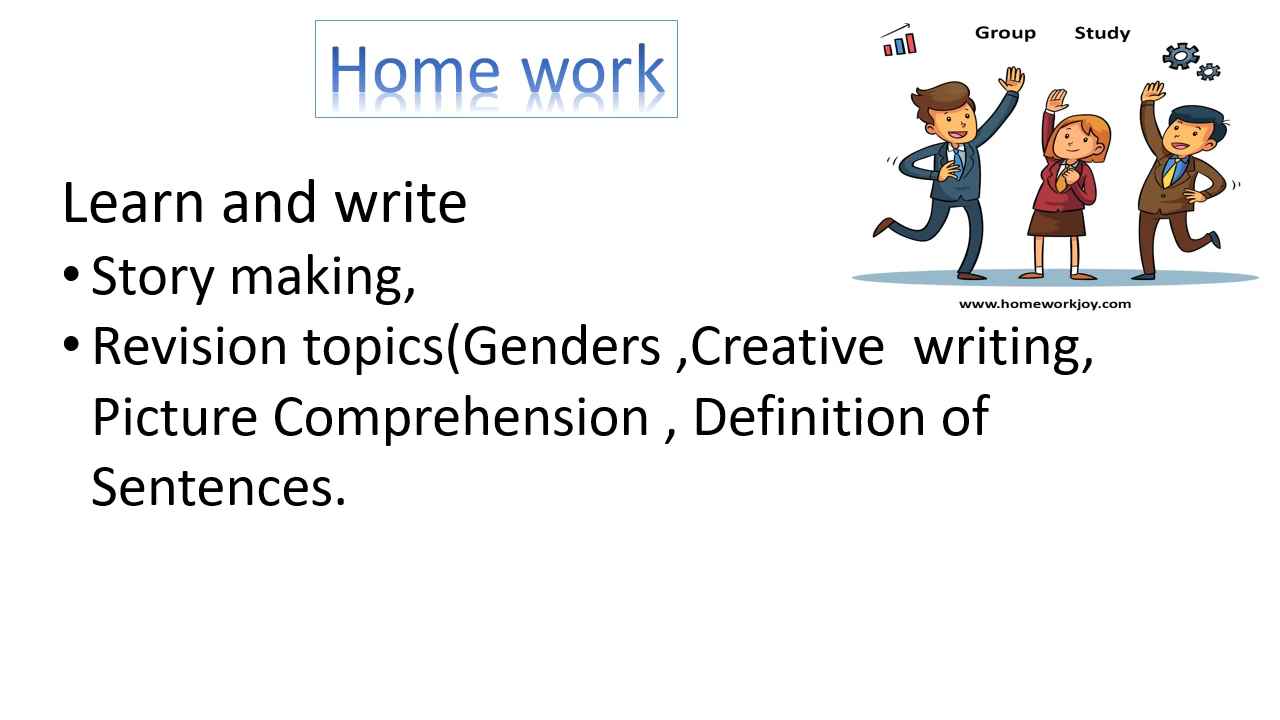 Home work
Group Study
www.homeworkjoy.com
Learn and write
• Story making,
• Revision topics(Genders ,Creative  writing,
Picture Comprehension , Definition of
Sentences.